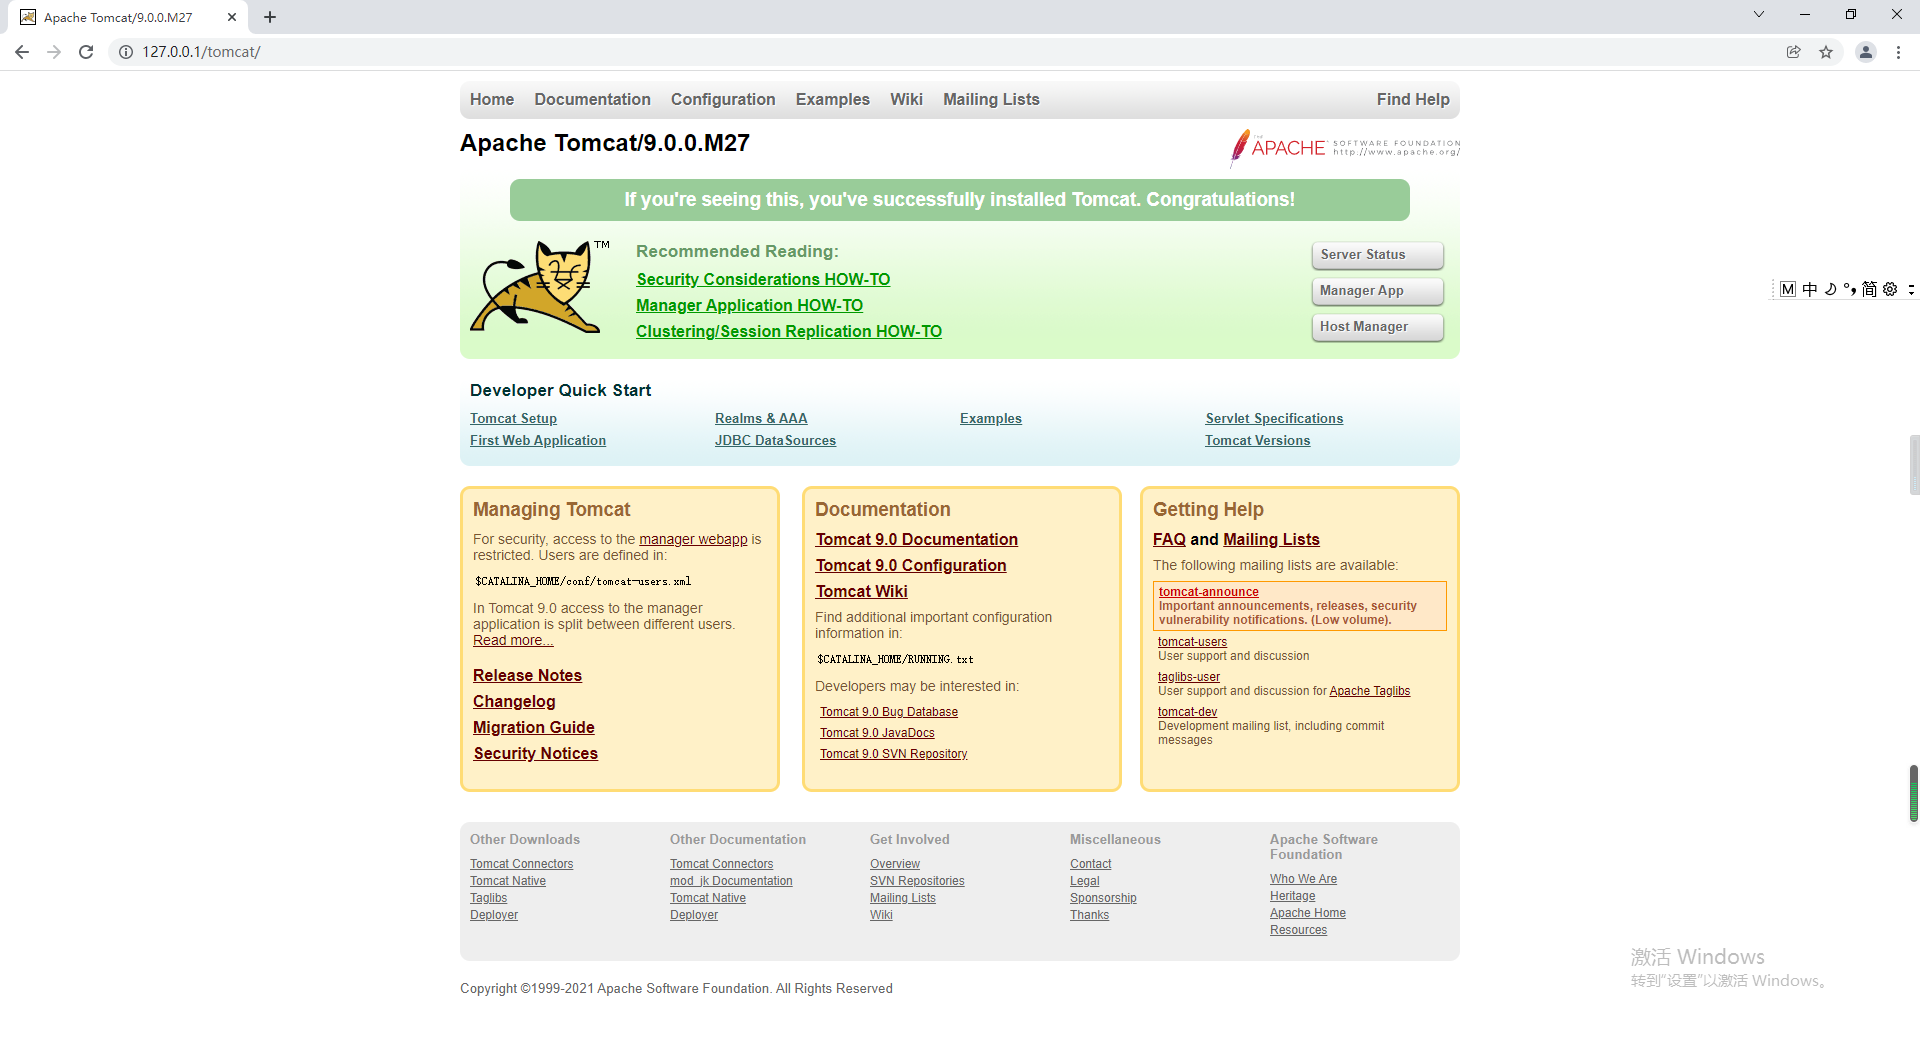 Apache Tomcat/9.0.0.M27
127.0.0.1/tomcat/
Home Documentation Configuration Examples Wiki Mailing Lists Find Help
Apache Tomcat/9.0.0.M27
THE APACHE SOFTWARE FOUNDATION
http://www.apache.org/
If you're seeing this, you've successfully installed Tomcat. Congratulations!
TM
Recommended Reading:
Security Considerations HOW-TO
Manager Application HOW-TO
Clustering/Session Replication HOW-TO
Server Status
Manager App
Host Manager
M 中 简
Developer Quick Start
Tomcat Setup
First Web Application
Realms & AAA
JDBC DataSources
Examples
Servlet Specifications
Tomcat Versions
Managing Tomcat
For security, access to the manager webapp is
restricted. Users are defined in:
$CATALINA_HOME/conf/tomcat-users.xml
In Tomcat 9.0 access to the manager
application is split between different users.
Read more...
Release Notes
Changelog
Migration Guide
Security Notices
Documentation
Tomcat 9.0 Documentation
Tomcat 9.0 Configuration
Tomcat Wiki
Find additional important configuration
information in:
$CATALINA_HOME/RUNNING.txt
Developers may be interested in:
Tomcat 9.0 Bug Database
Tomcat 9.0 JavaDocs
Tomcat 9.0 SVN Repository
Getting Help
FAQ and Mailing Lists
The following mailing lists are available:
tomcat-announce
Important announcements, releases, security
vulnerability notifications. (Low volume).
tomcat-users
User support and discussion
taglibs-user
User support and discussion for Apache Taglibs
tomcat-dev
Development mailing list, including commit
messages
Other Downloads
Tomcat Connectors
Tomcat Native
Taglibs
Deployer
Other Documentation
Tomcat Connectors
mod_jk Documentation
Tomcat Native
Deployer
Get Involved
Overview
SVN Repositories
Mailing Lists
Wiki
Miscellaneous
Contact
Legal
Sponsorship
Thanks
Apache Software
Foundation
Who We Are
Heritage
Apache Home
Resources
激活 Windows
转到"设置"以激活 Windows。
Copyright ©1999-2021 Apache Software Foundation. All Rights Reserved